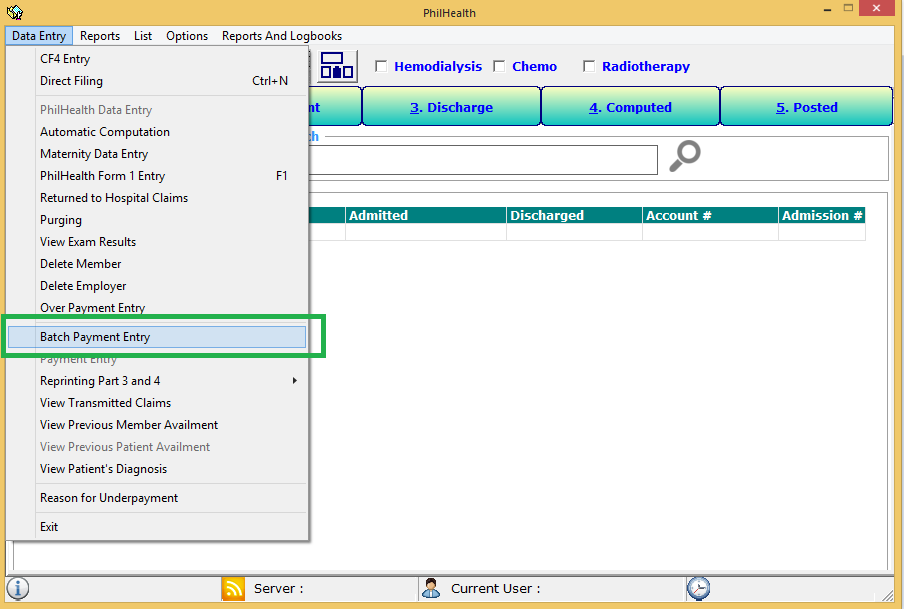 PhilHealth
Data Entry Reports List Options Reports And Logbooks
CF4 Entry
Direct Filing Ctrl+N
PhilHealth Data Entry
Automatic Computation
Maternity Data Entry
PhilHealth Form 1 Entry F1
Returned to Hospital Claims
Purging
View Exam Results
Delete Member
Delete Employer
Over Payment Entry
Batch Payment Entry
Payment Entry
Reprinting Part 3 and 4
View Transmitted Claims
View Previous Member Availment
View Previous Patient Availment
View Patient's Diagnosis
Reason for Underpayment
Exit
Hemodialysis Chemo Radiotherapy
3. Discharge 4. Computed 5. Posted
Admitted Discharged Account # Admission #
Server : Current User :